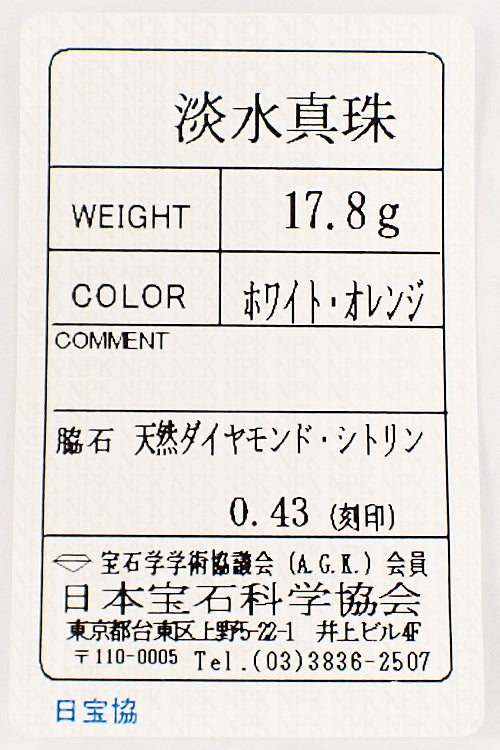 淡水真珠
WEIGHT 17.8g
COLOR ホワイト・オレンジ
COMMENT
脇石 天然ダイヤモンド・シトリン
0.43 (刻印)
宝石学学術協議会 (A.G.K.) 会員
日本宝石科学協会
東京都台東区上野5-22-1 井上ビル4F
〒110-0005 Tel.(03)3836-2507
日宝協